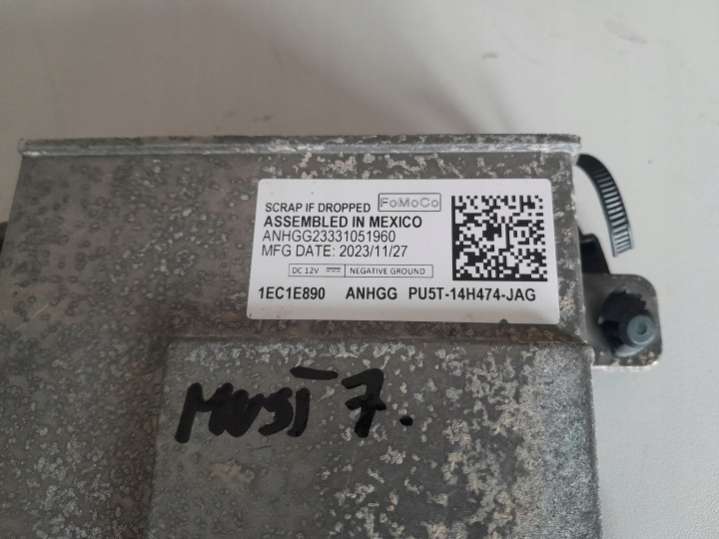 SCRAP IF DROPPED FoMoCo
ASSEMBLED IN MEXICO
ANHGG23331051960
MFG DATE: 2023/11/27
DC 12V NEGATIVE GROUND
1EC1E890 ANHGG PU5T-14H474-JAG
7.